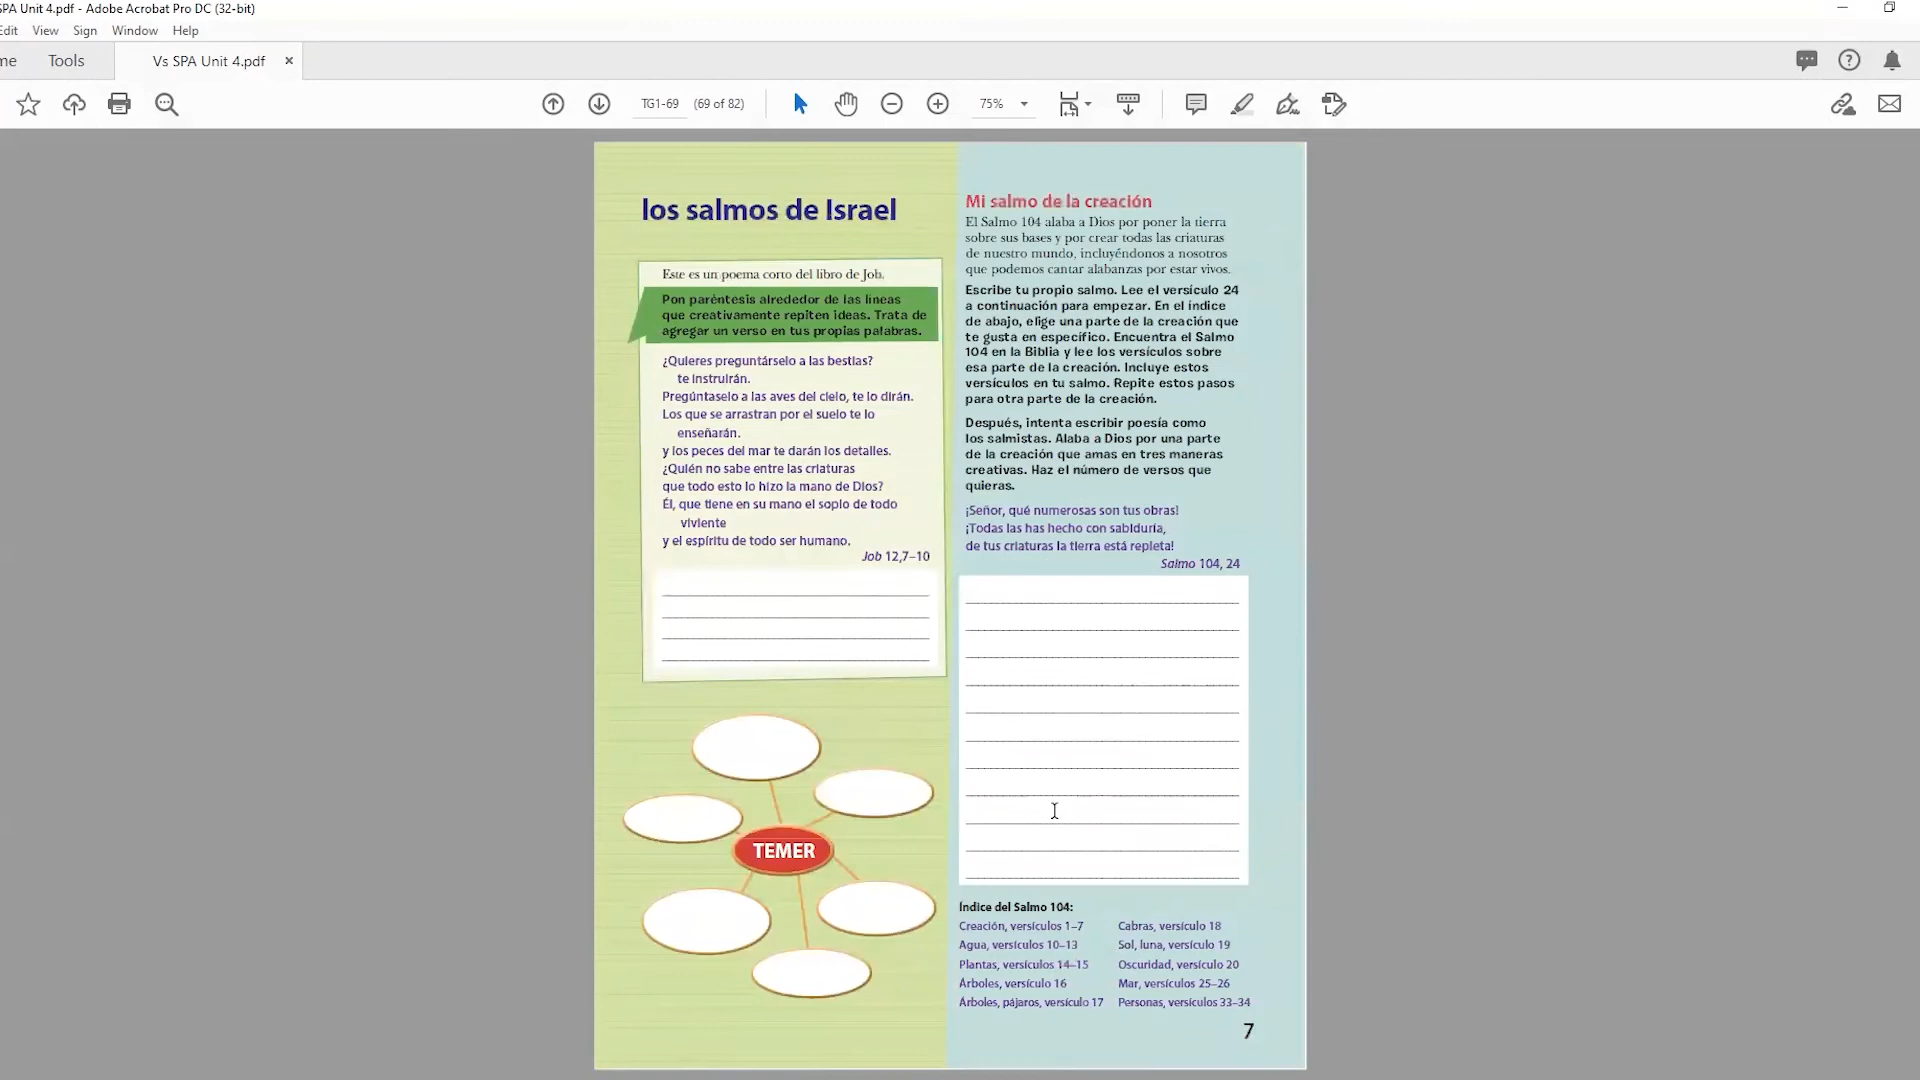 SPA Unit 4.pdf - Adobe Acrobat Pro DC (32-bit)
Edit View Sign Window Help
me Tools Vs SPA Unit 4.pdf ×
TG1-69 (69 of 82) 75%
los salmos de Israel
Este es un poema corto del libro de Job.
Pon paréntesis alrededor de las líneas
que creativamente repiten ideas. Trata de
agregar un verso en tus propias palabras.
¿Quieres preguntárselo a las bestias?
te instruirán.
Pregúntaselo a las aves del cielo, te lo dirán.
Los que se arrastran por el suelo te lo
enseñarán.
y los peces del mar te darán los detalles.
¿Quién no sabe entre las criaturas
que todo esto lo hizo la mano de Dios?
Él, que tiene en su mano el soplo de todo
viviente
y el espíritu de todo ser humano.
Job 12,7–10
TEMER
Mi salmo de la creación
El Salmo 104 alaba a Dios por poner la tierra
sobre sus bases y por crear todas las criaturas
de nuestro mundo, incluyéndonos a nosotros
que podemos cantar alabanzas por estar vivos.
Escribe tu propio salmo. Lee el versículo 24
a continuación para empezar. En el índice
de abajo, elige una parte de la creación que
te gusta en específico. Encuentra el Salmo
104 en la Biblia y lee los versículos sobre
esa parte de la creación. Incluye estos
versículos en tu salmo. Repite estos pasos
para otra parte de la creación.
Después, intenta escribir poesía como
los salmistas. Alaba a Dios por una parte
de la creación que amas en tres maneras
creativas. Haz el número de versos que
quieras.
¡Señor, qué numerosas son tus obras!
¡Todas las has hecho con sabiduría,
de tus criaturas la tierra está repleta!
Salmo 104, 24
Índice del Salmo 104:
Creación, versículos 1–7
Agua, versículos 10–13
Plantas, versículos 14–15
Árboles, versículo 16
Árboles, pájaros, versículo 17
Cabras, versículo 18
Sol, luna, versículo 19
Oscuridad, versículo 20
Mar, versículos 25–26
Personas, versículos 33–34
7